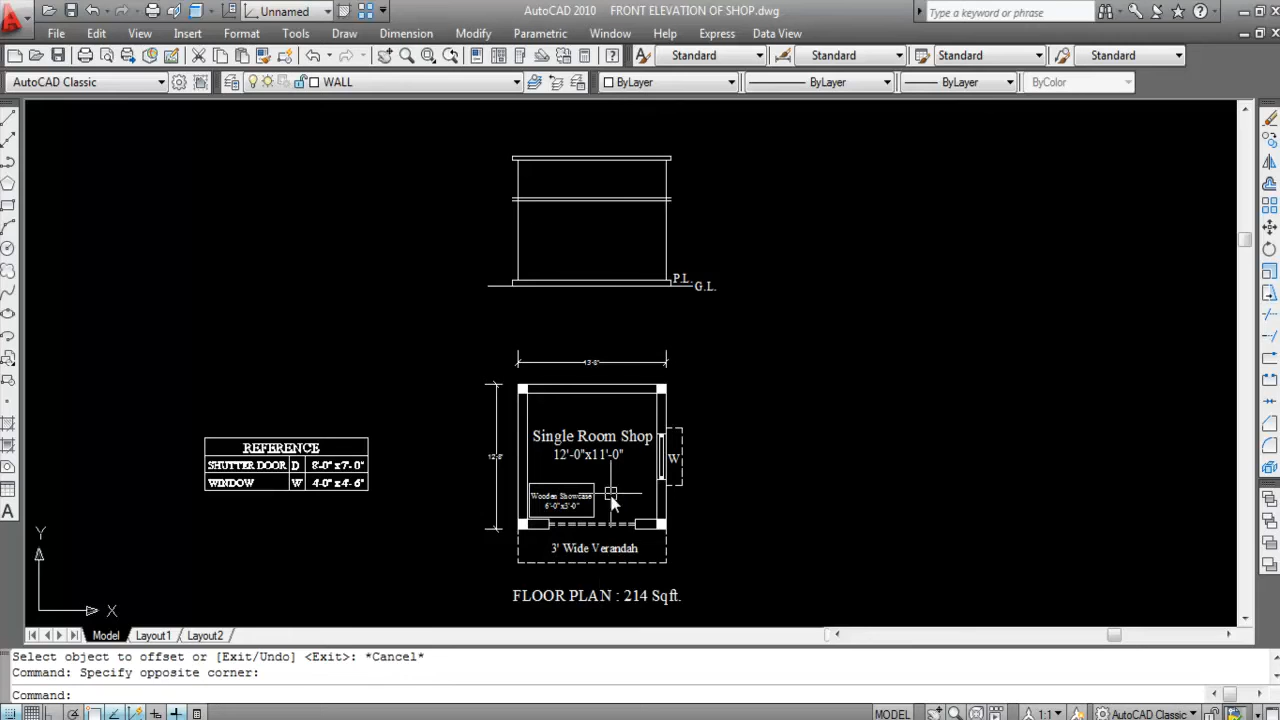 Unnamed
AutoCAD 2010 FRONT ELEVATION OF SHOP.dwg
Type a keyword or phrase
File Edit View Insert Format Tools Draw Dimension Modify Parametric Window Help Express Data View
Standard Standard Standard Standard
AutoCAD Classic WALL ByLayer ByLayer ByLayer ByColor
P.L.
G.L.
13'-8"
Single Room Shop
12'-0"x11'-0"
W
REFERENCE
SHUTTER DOOR D 8'-0"x7'-0"
WINDOW W 4'-0"x4'-6"
Wooden Showcase
6'-0"x3'-0"
3' Wide Verandah
FLOOR PLAN : 214 Sqft.
Y
X
A
Model Layout1 Layout2
Select object to offset or [Exit/Undo] <Exit>: *Cancel*
Command: Specify opposite corner:
Command:
MODEL 1:1 AutoCAD Classic